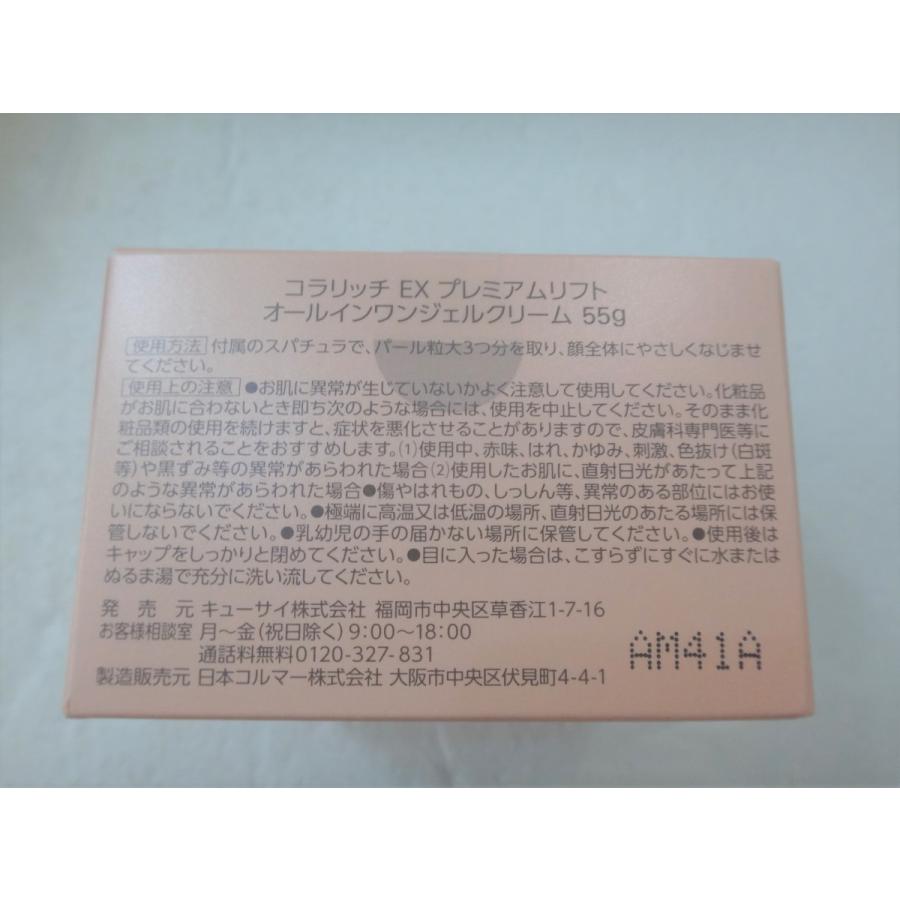 コラリッチ EX プレミアムリフト
オールインワンジェルクリーム 55g
使用方法 付属のスパチュラで、パール粒大3つ分を取り、顔全体にやさしくなじませ
てください。
使用上の注意 ●お肌に異常が生じていないかよく注意して使用してください。化粧品
がお肌に合わないとき即ち次のような場合には、使用を中止してください。そのまま化
粧品類の使用を続けますと、症状を悪化させることがありますので、皮膚科専門医等に
ご相談されることをおすすめします。(1)使用中、赤味、はれ、かゆみ、刺激、色抜け(白斑
等)や黒ずみ等の異常があらわれた場合(2)使用したお肌に、直射日光があたって上記
のような異常があらわれた場合●傷やはれもの、しっしん等、異常のある部位にはお使
いにならないでください。●極端に高温又は低温の場所、直射日光のあたる場所には保
管しないでください。●乳幼児の手の届かない場所に保管してください。●使用後は
キャップをしっかりと閉めてください。●目に入った場合は、こすらずにすぐに水または
ぬるま湯で充分に洗い流してください。
発売元 キューサイ株式会社 福岡市中央区草香江1-7-16
お客様相談室 月~金(祝日除く)9:00~18:00
通話料無料0120-327-831
AM41A
製造販売元 日本コルマー株式会社 大阪市中央区伏見町4-4-1